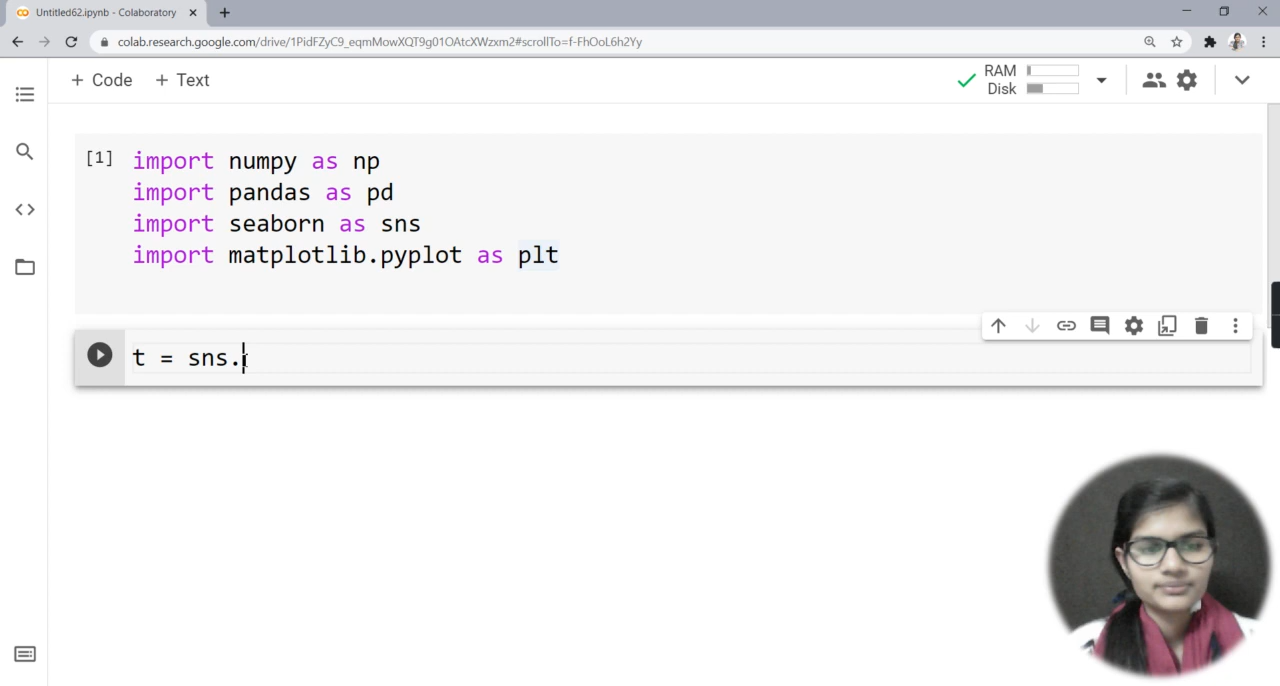 Untitled62.ipynb - Colaboratory
colab.research.google.com/drive/1PidFZyC9_eqmMowXQT9g01OAtcXWzxm2#scrollTo=f-FhOoL6h2Yy
+ Code + Text
RAM
Disk
[1] import numpy as np
import pandas as pd
import seaborn as sns
import matplotlib.pyplot as plt
t = sns.